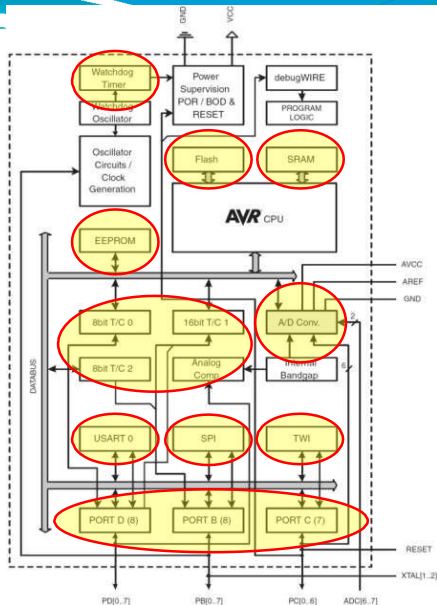 GND
VCC
Watchdog
Timer
Power
Supervision
POR / BOD &
RESET
debugWIRE
Watchdog
Oscillator
PROGRAM
LOGIC
Oscillator
Circuits /
Clock
Generation
Flash
SRAM
AVR CPU
EEPROM
AVCC
AREF
GND
8bit T/C 0
16bit T/C 1
A/D Conv.
2
8bit T/C 2
Analog
Comp.
Internal
Bandgap
6
DATABUS
USART 0
SPI
TWI
PORT D (8)
PORT B (8)
PORT C (7)
RESET
XTAL[1..2]
PD[0..7]
PB[0..7]
PC[0..6]
ADC[6..7]